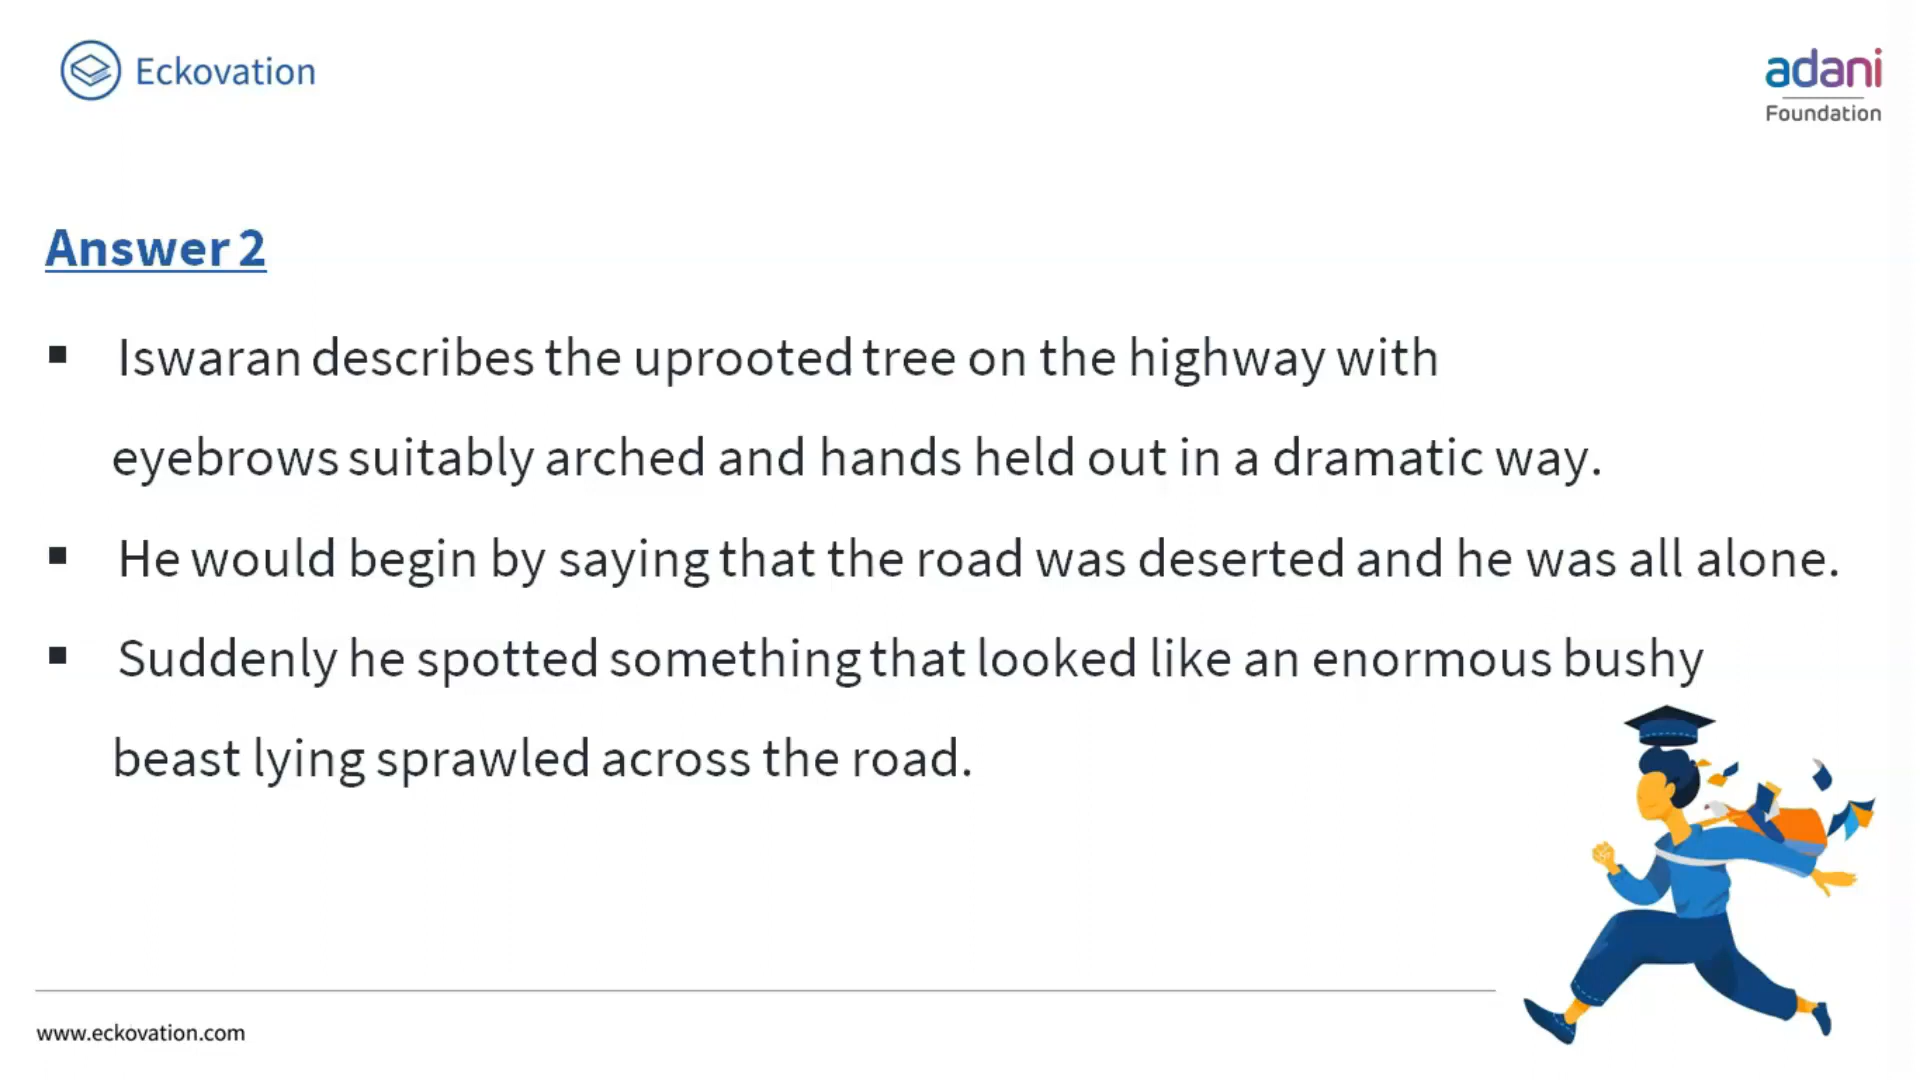 Eckovation
adani
Foundation
Answer 2
▪ Iswaran describes the uprooted tree on the highway with
eyebrows suitably arched and hands held out in a dramatic way.
▪ He would begin by saying that the road was deserted and he was all alone.
▪ Suddenly he spotted something that looked like an enormous bushy
beast lying sprawled across the road.
www.eckovation.com